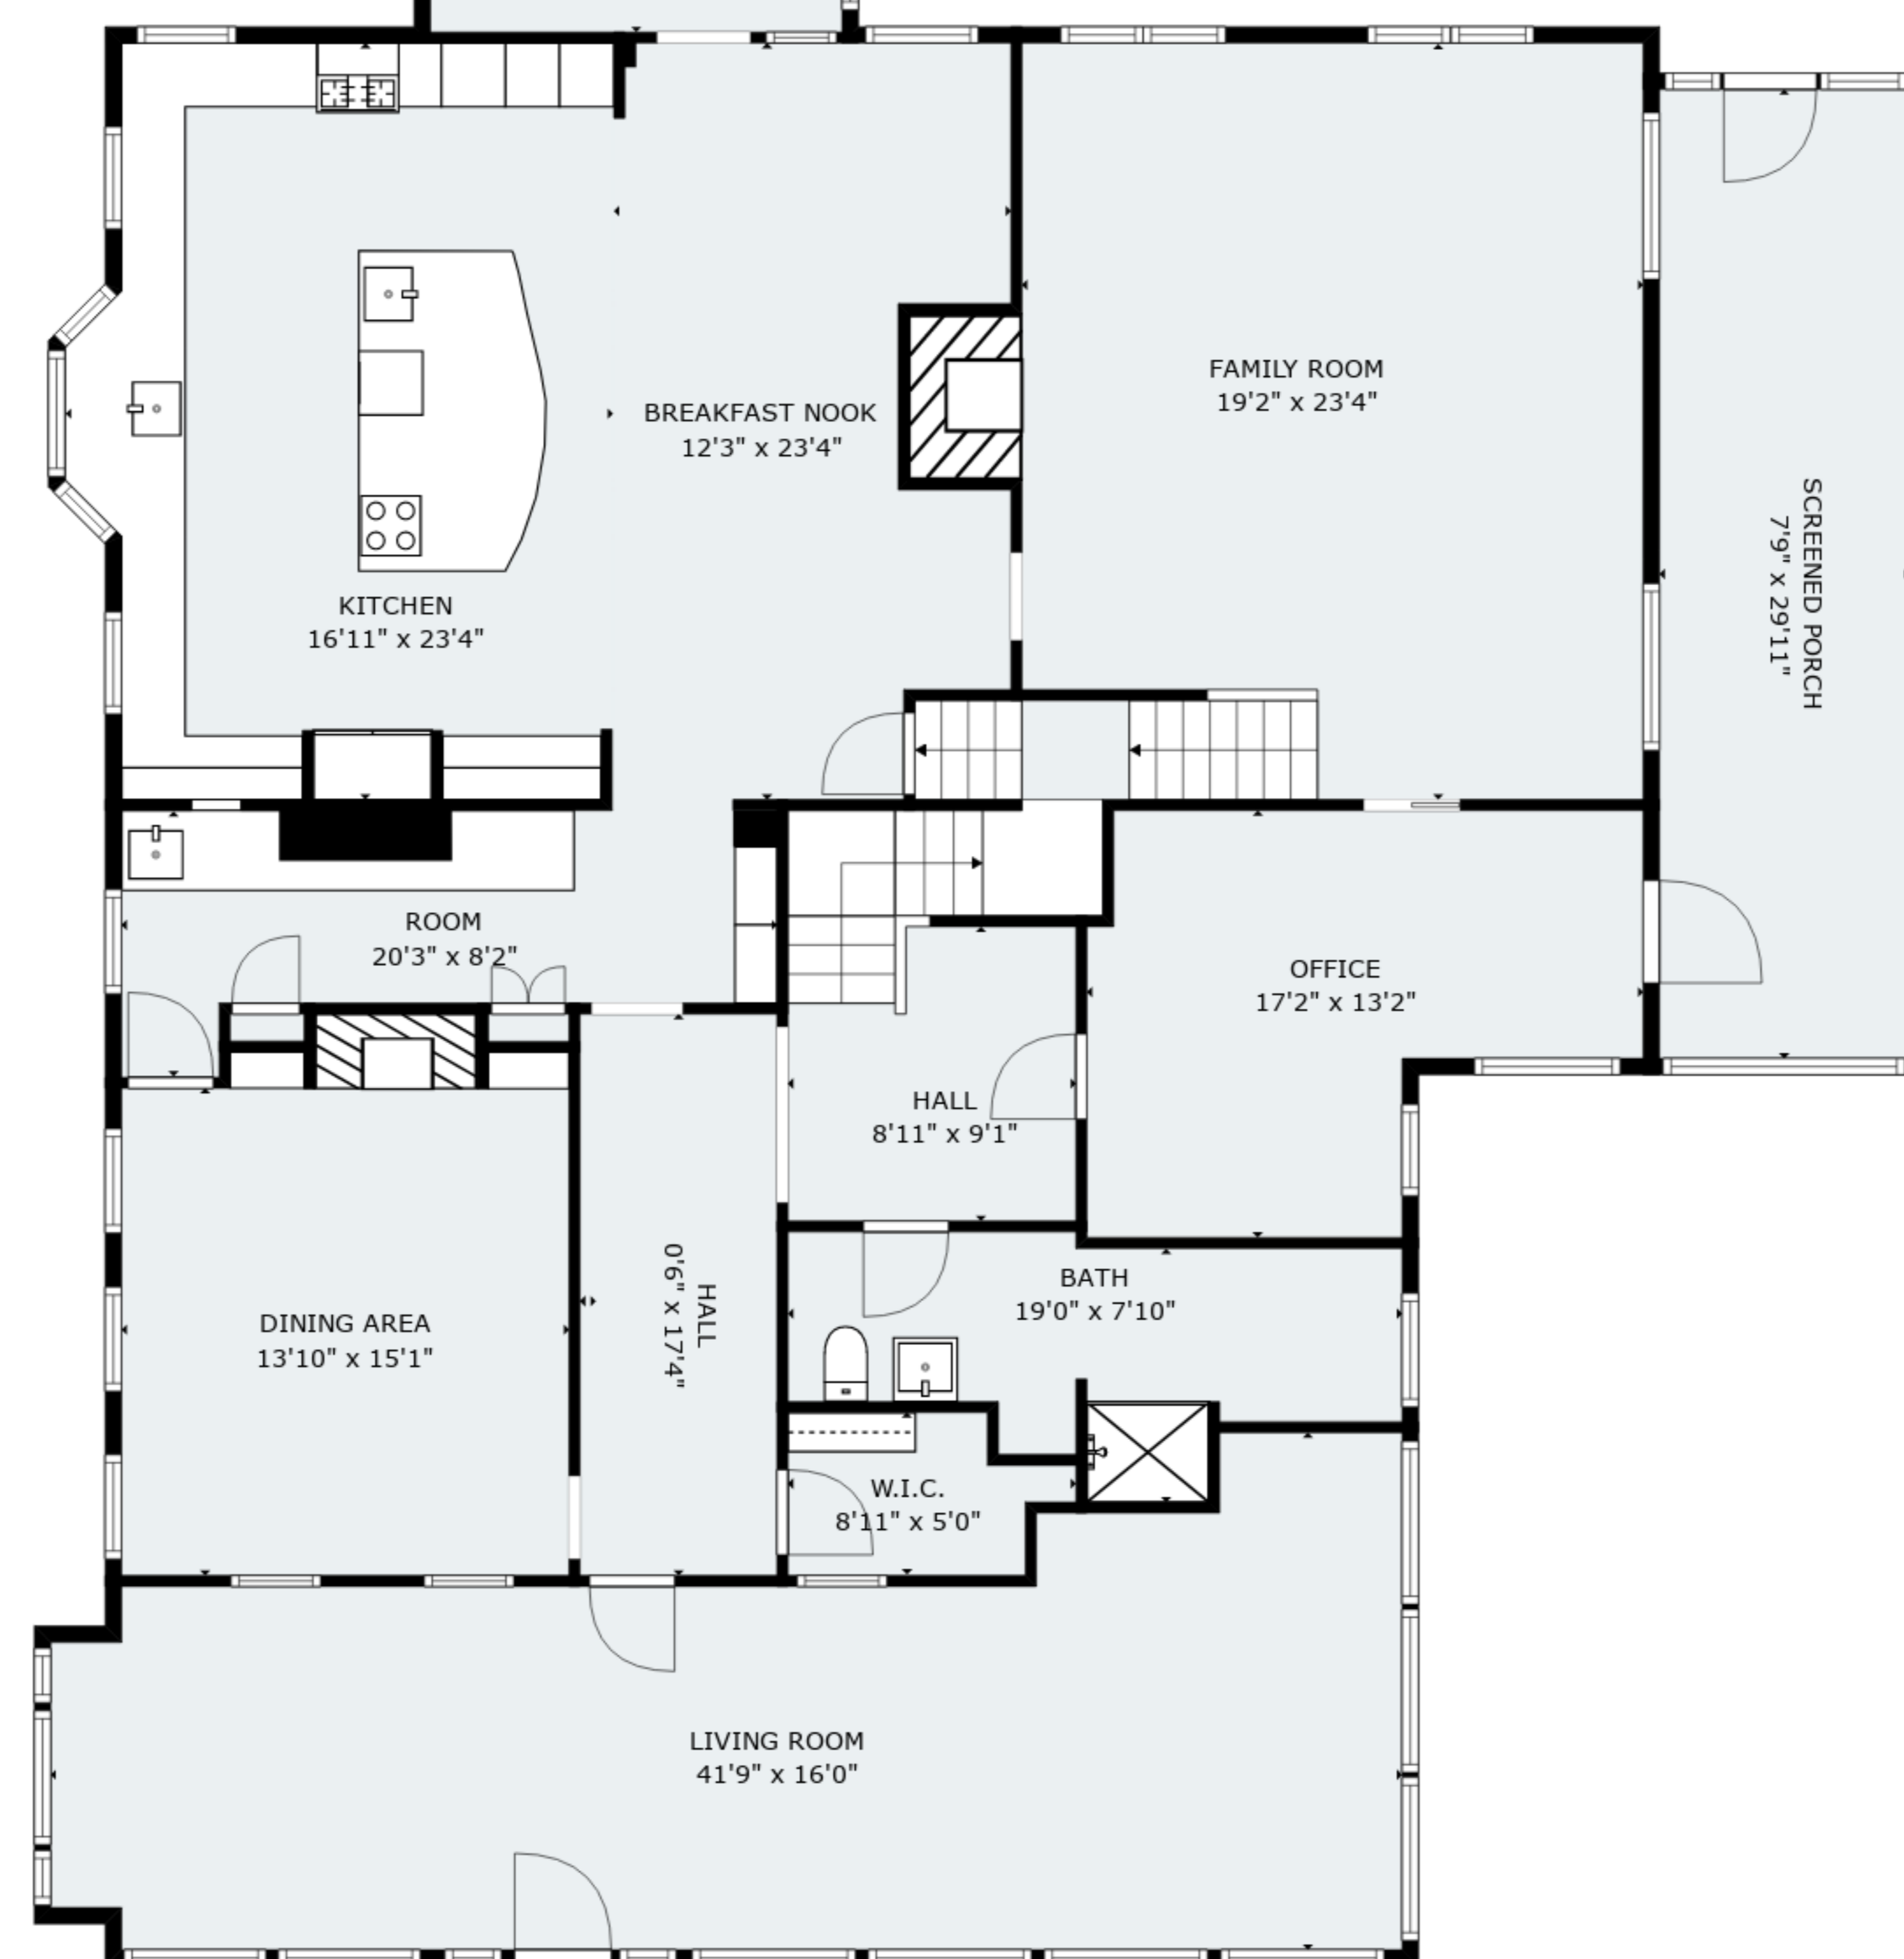 FAMILY ROOM
19'2" x 23'4"
BREAKFAST NOOK
12'3" x 23'4"
KITCHEN
16'11" x 23'4"
SCREENED PORCH
7'9" x 29'11"
ROOM
20'3" x 8'2"
OFFICE
17'2" x 13'2"
HALL
8'11" x 9'1"
BATH
19'0" x 7'10"
HALL
0'6" x 17'4"
DINING AREA
13'10" x 15'1"
W.I.C.
8'11" x 5'0"
LIVING ROOM
41'9" x 16'0"